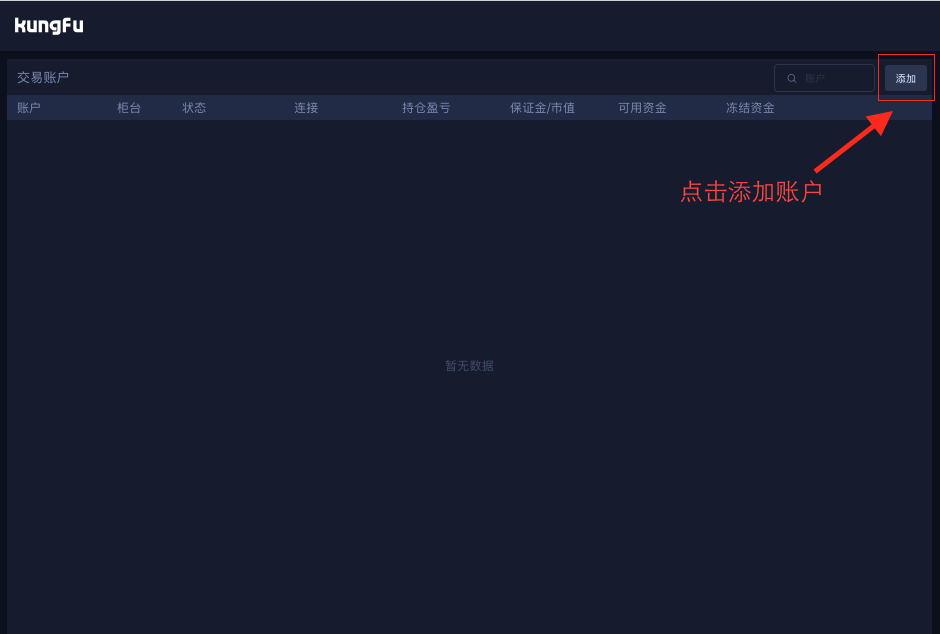 kungfu
交易账户
账户
添加
账户 柜台 状态 连接 持仓盈亏 保证金/市值 可用资金 冻结资金
点击添加账户
暂无数据